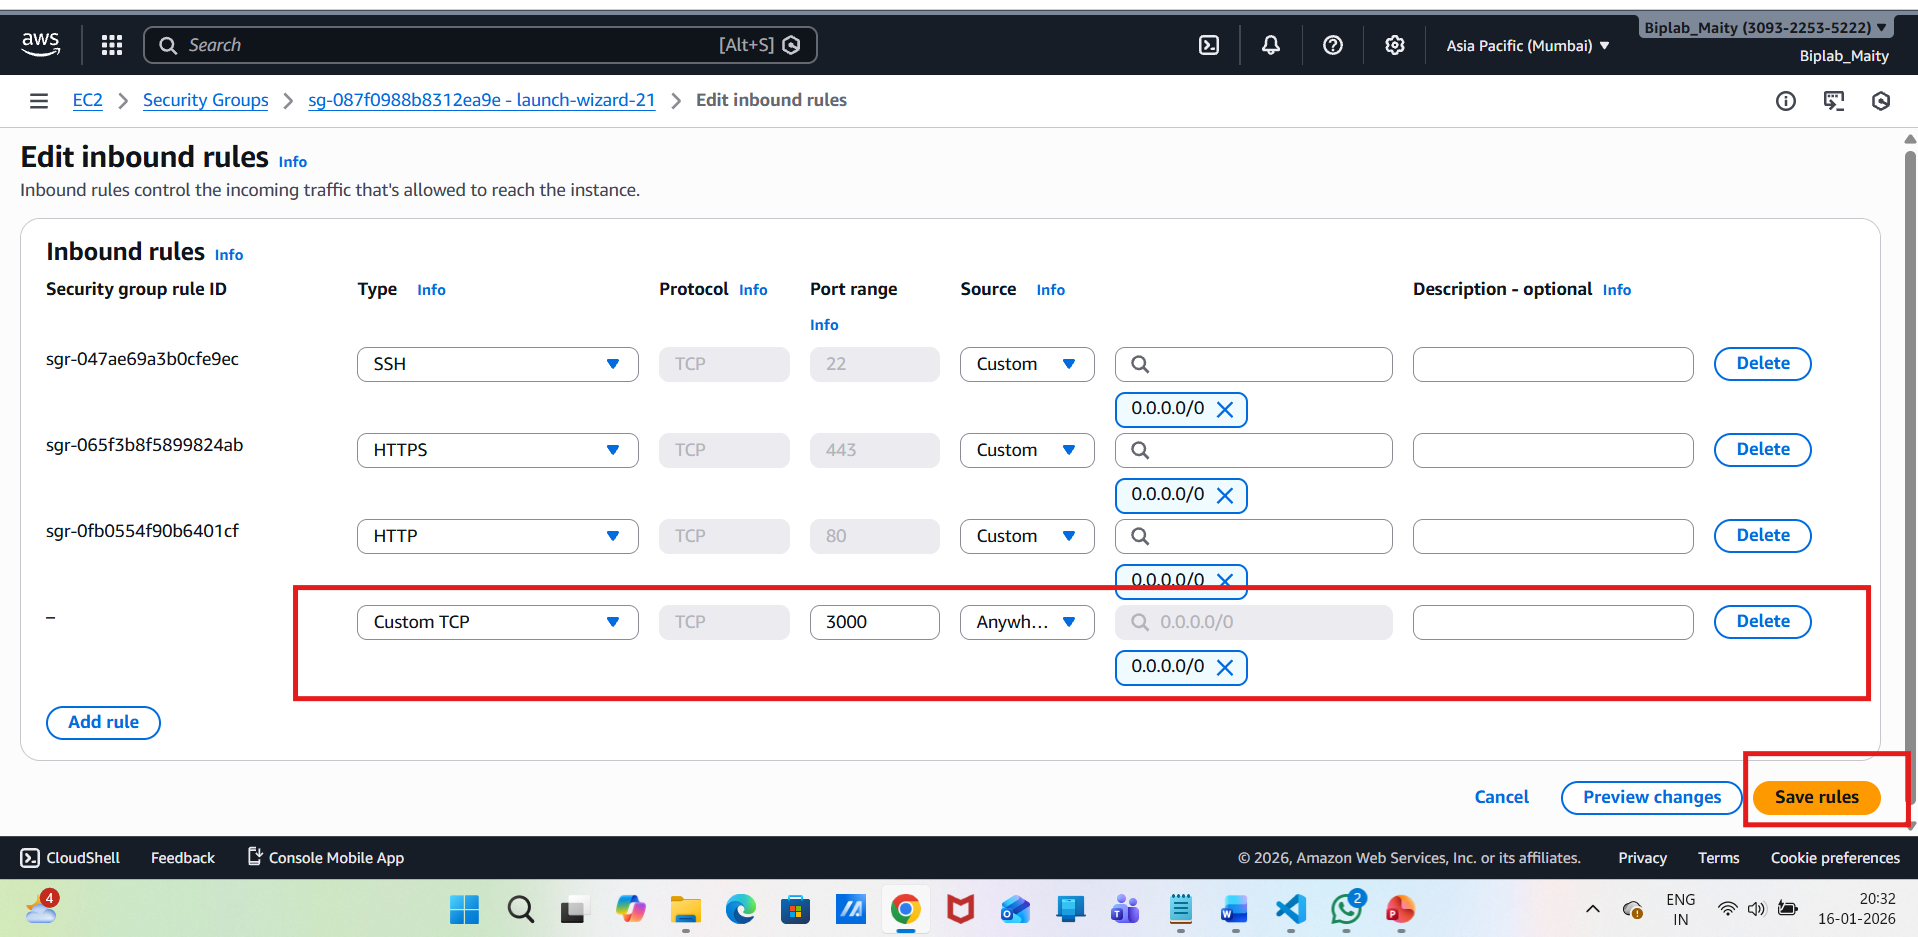 Biplab_Maity (3093-2253-5222)
aws
Search [Alt+S]
Asia Pacific (Mumbai)
Biplab_Maity
EC2 Security Groups sg-087f0988b8312ea9e - launch-wizard-21 Edit inbound rules
Edit inbound rules Info
Inbound rules control the incoming traffic that's allowed to reach the instance.
Inbound rules Info
Security group rule ID Type Info Protocol Info Port range Source Info Description - optional Info
Info
sgr-047ae69a3b0cfe9ec SSH TCP 22 Custom Delete
0.0.0.0/0
sgr-065f3b8f5899824ab HTTPS TCP 443 Custom Delete
0.0.0.0/0
sgr-0fb0554f90b6401cf HTTP TCP 80 Custom Delete
0.0.0.0/0
– Custom TCP TCP 3000 Anywh... 0.0.0.0/0 Delete
0.0.0.0/0
Add rule
Cancel Preview changes Save rules
CloudShell Feedback Console Mobile App © 2026, Amazon Web Services, Inc. or its affiliates. Privacy Terms Cookie preferences
4
2
ENG
IN
20:32
16-01-2026